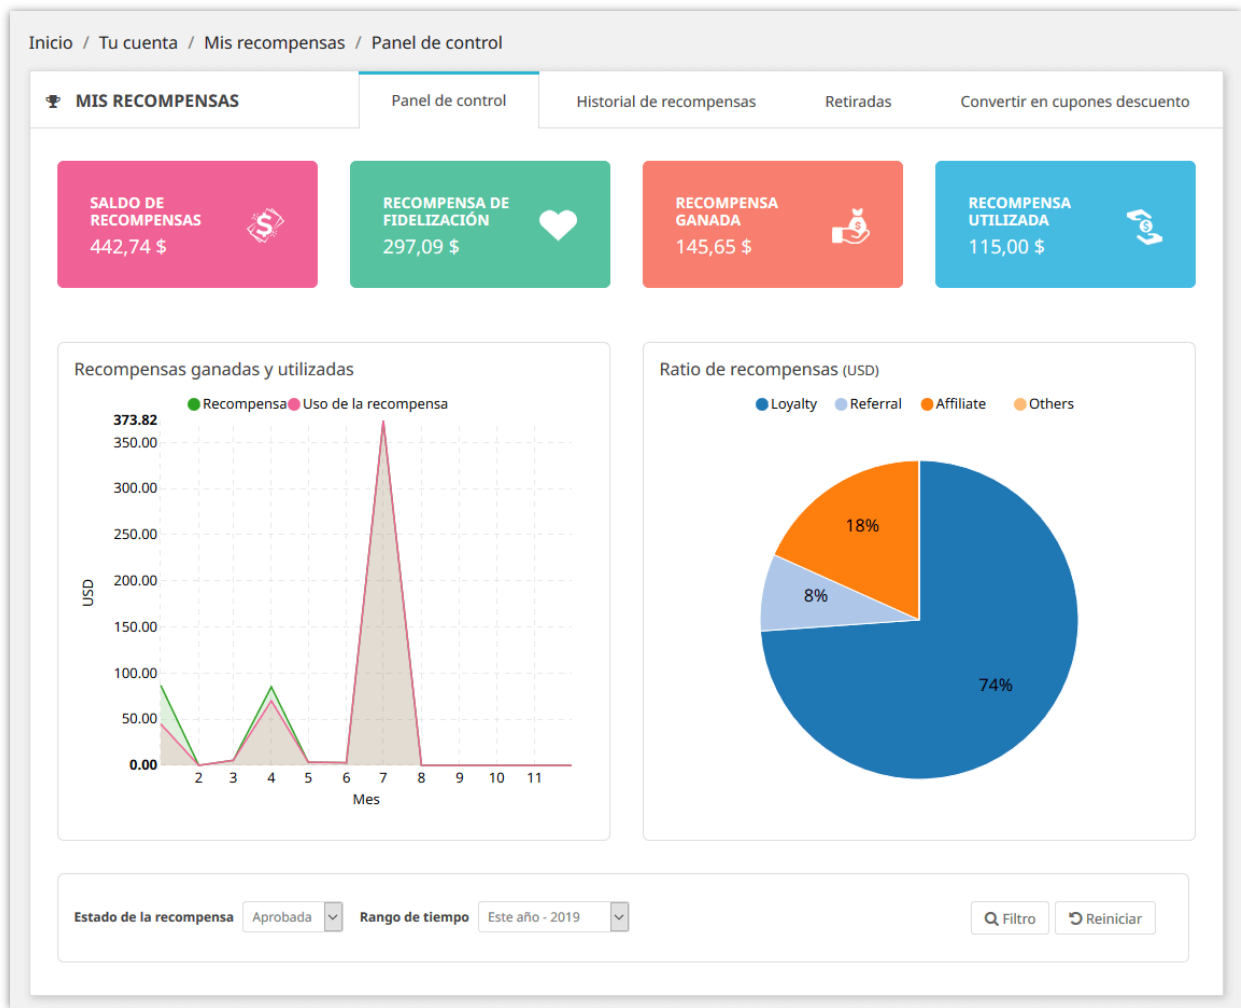 Inicio / Tu cuenta / Mis recompensas / Panel de control
MIS RECOMPENSAS
Panel de control
Historial de recompensas
Retiradas
Convertir en cupones descuento
SALDO DE
RECOMPENSAS
442,74 $
RECOMPENSA DE
FIDELIZACIÓN
297,09 $
RECOMPENSA
GANADA
145,65 $
RECOMPENSA
UTILIZADA
115,00 $
Recompensas ganadas y utilizadas
Recompensa
Uso de la recompensa
373.82
350.00
300.00
250.00
200.00
150.00
100.00
50.00
0.00
USD
2 3 4 5 6 7 8 9 10 11
Mes
Ratio de recompensas (USD)
Loyalty
Referral
Affiliate
Others
18%
8%
74%
Estado de la recompensa
Aprobada
Rango de tiempo
Este año - 2019
Filtro
Reiniciar